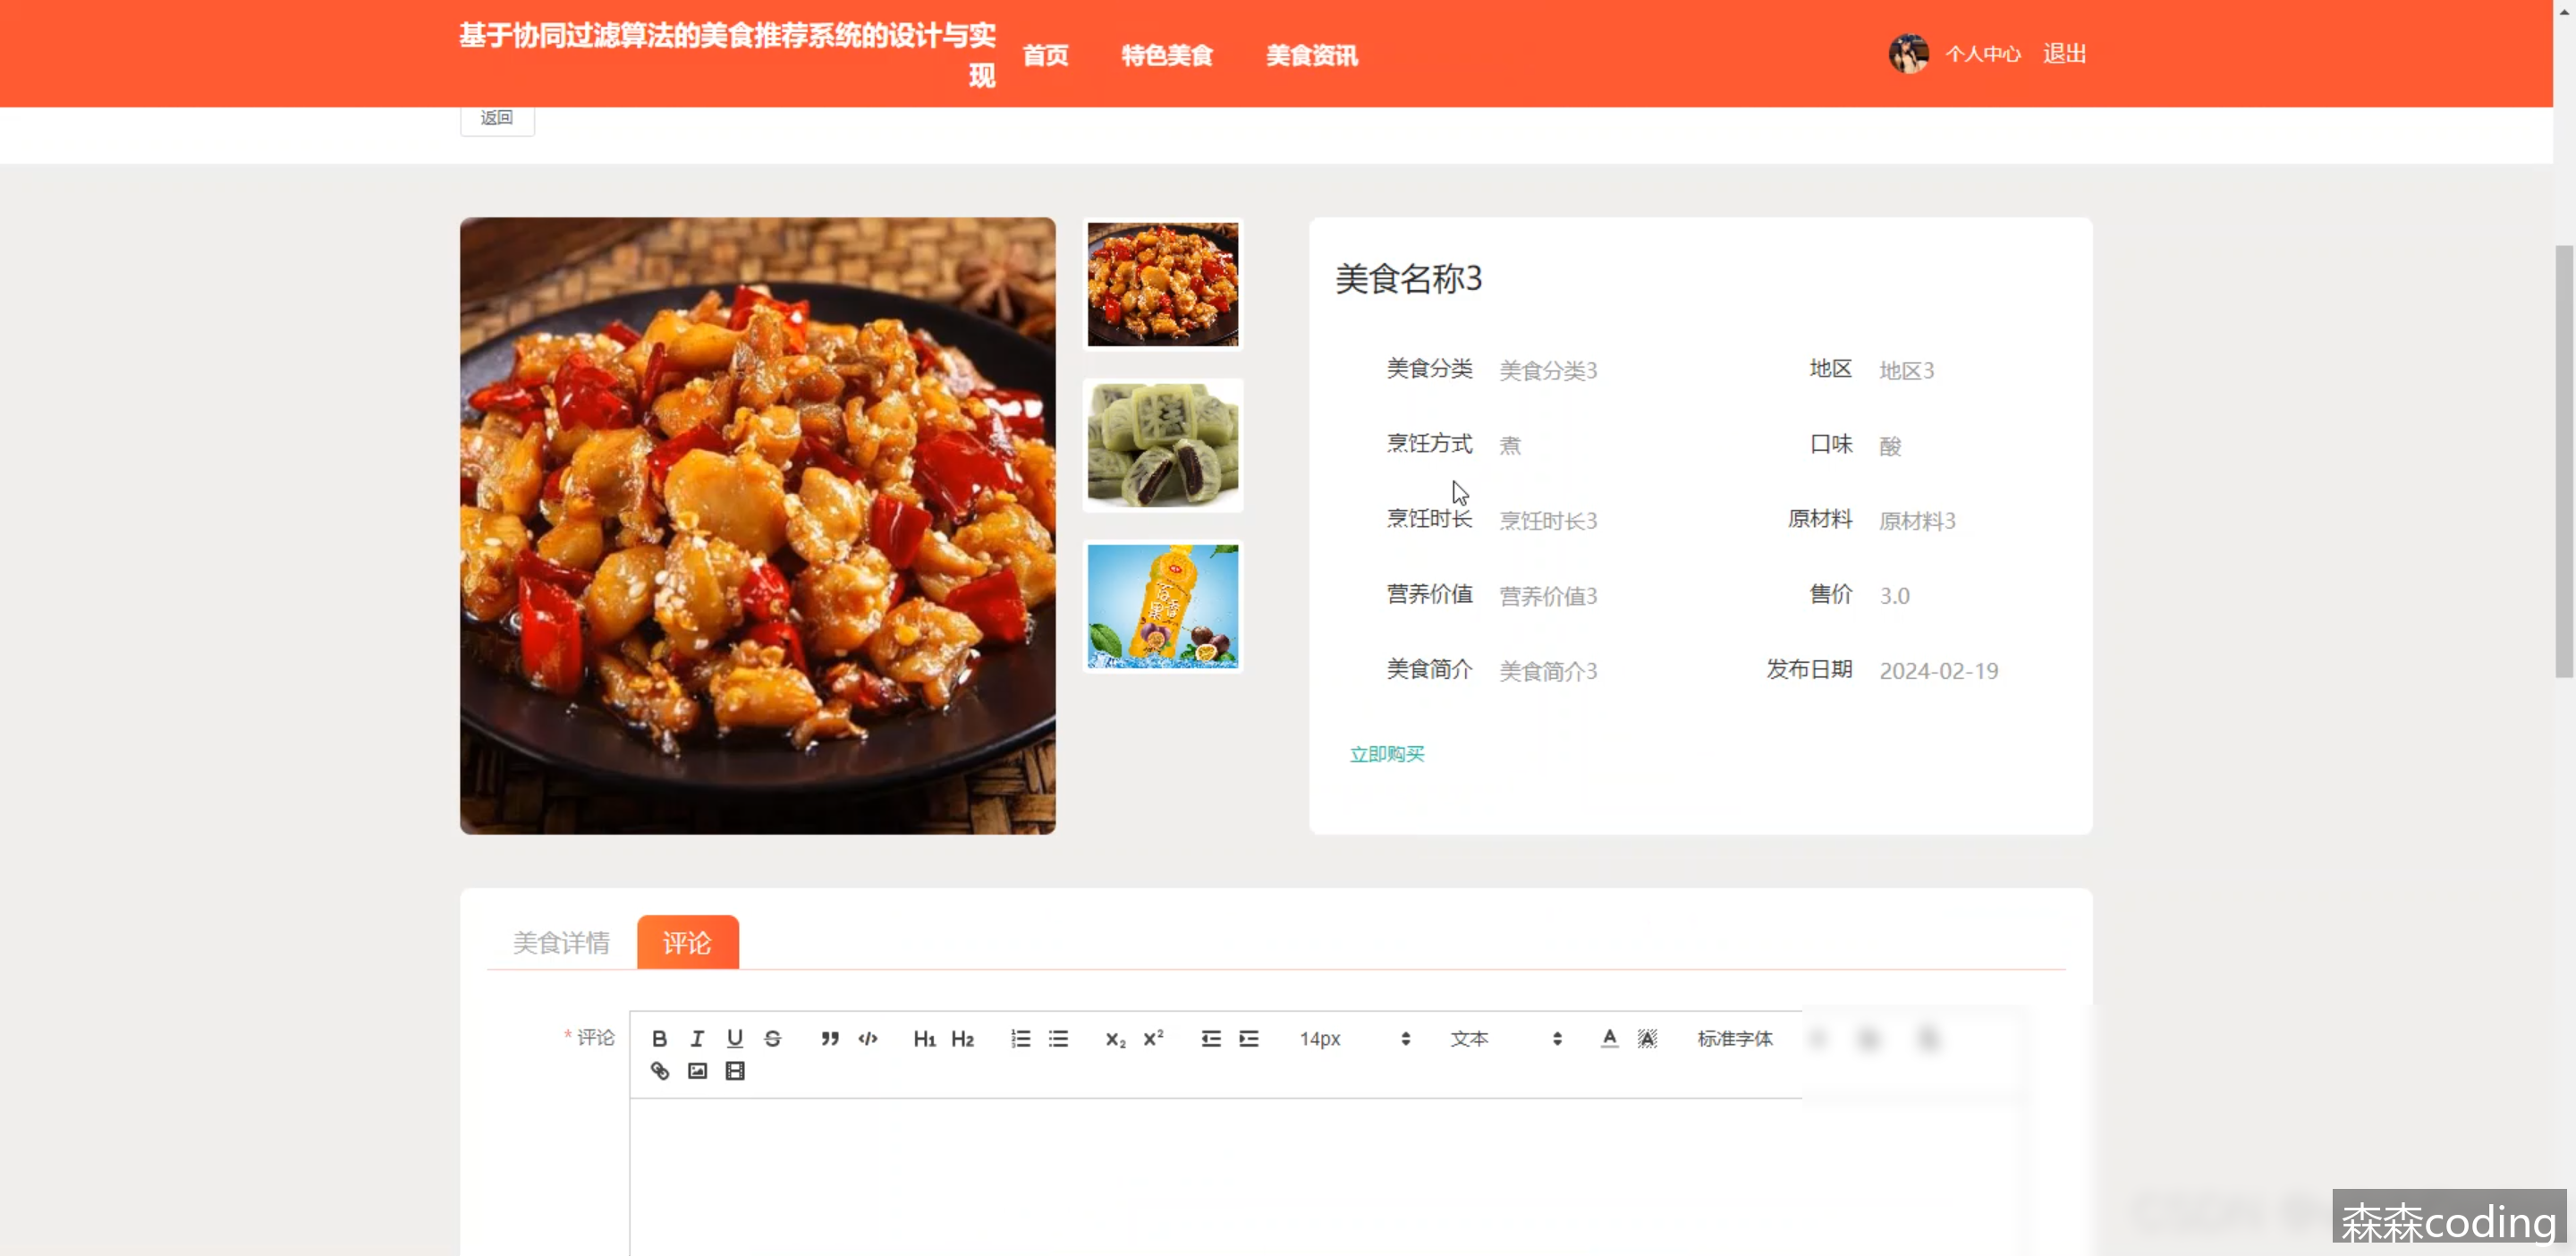 基于协同过滤算法的美食推荐系统的设计与实
现
首页
特色美食
美食资讯
个人中心
退出
返回
美食名称3
美食分类 美食分类3
地区 地区3
烹饪方式 煮
口味 酸
烹饪时长 烹饪时长3
原材料 原材料3
营养价值 营养价值3
售价 3.0
美食简介 美食简介3
发布日期 2024-02-19
立即购买
美食详情
评论
* 评论
14px
文本
标准字体
森森coding